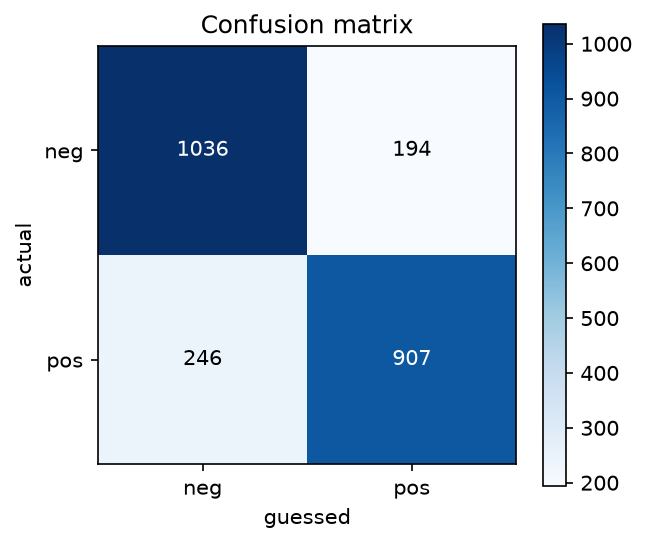 Confusion matrix
neg 1036 194
pos 246 907
neg pos
guessed
actual
1000
900
800
700
600
500
400
300
200